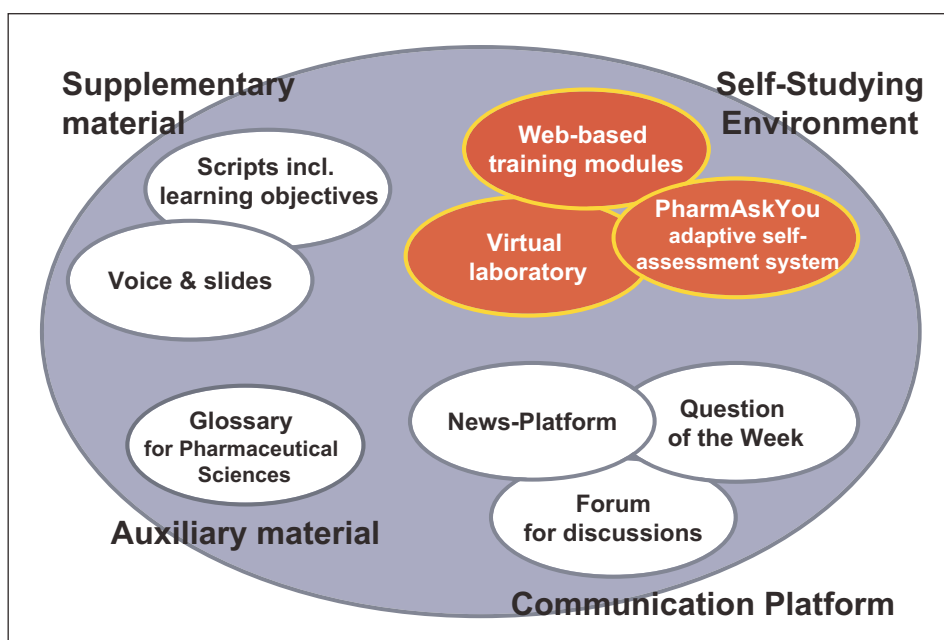 Supplementary
material
Scripts incl.
learning objectives
Voice & slides
Self-Studying
Environment
Web-based
training modules
PharmAskYou
adaptive self-
assessment system
Virtual
laboratory
Glossary
for Pharmaceutical
Sciences
Auxiliary material
News-Platform
Question
of the Week
Forum
for discussions
Communication Platform